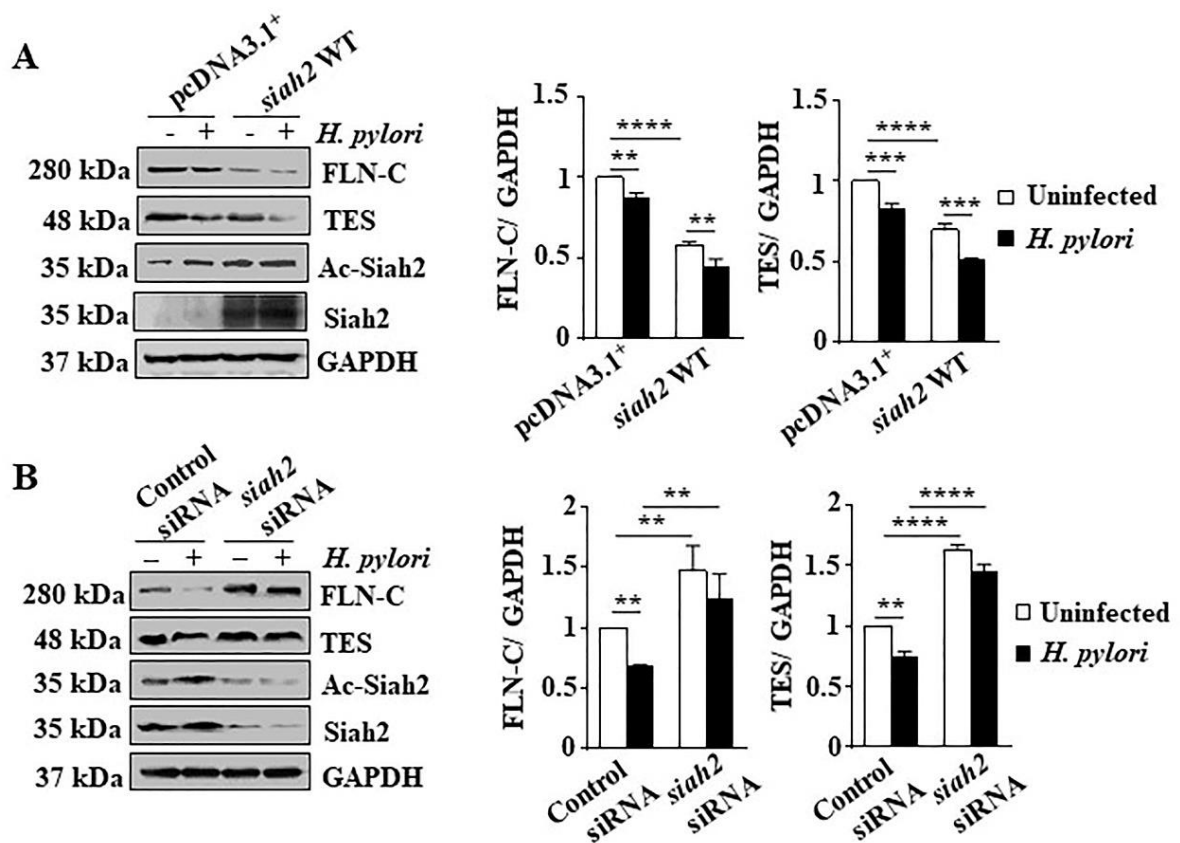 A
pcDNA3.1+
siah2 WT
- + - + H. pylori
280 kDa FLN-C
48 kDa TES
35 kDa Ac-Siah2
35 kDa Siah2
37 kDa GAPDH
FLN-C/ GAPDH
1.5
1
0.5
0
****
**
**
pcDNA3.1+
siah2 WT
TES/ GAPDH
1.5
1
0.5
0
****
***
***
pcDNA3.1+
siah2 WT
Uninfected
H. pylori
B
Control
siRNA
siah2
siRNA
– + – + H. pylori
280 kDa FLN-C
48 kDa TES
35 kDa Ac-Siah2
35 kDa Siah2
37 kDa GAPDH
FLN-C/ GAPDH
2
1.5
1
0.5
0
**
**
**
Control
siRNA
siah2
siRNA
TES/ GAPDH
2
1.5
1
0.5
0
****
****
**
Control
siRNA
siah2
siRNA
Uninfected
H. pylori